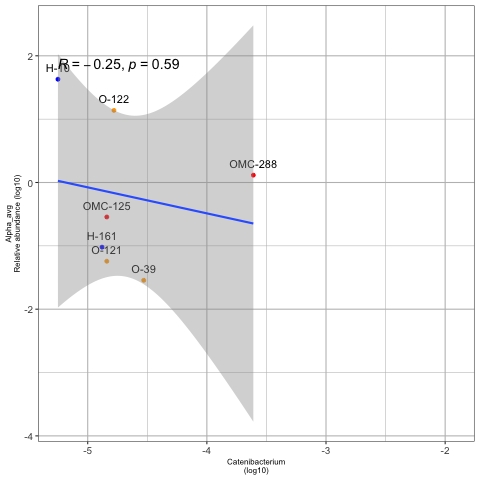 R = −0.25, p = 0.59
H-10
O-122
OMC-288
OMC-125
H-161
O-121
O-39
2
0
-2
-4
-5
-4
-3
-2
Alpha_avg
Relative abundance (log10)
Catenibacterium
(log10)